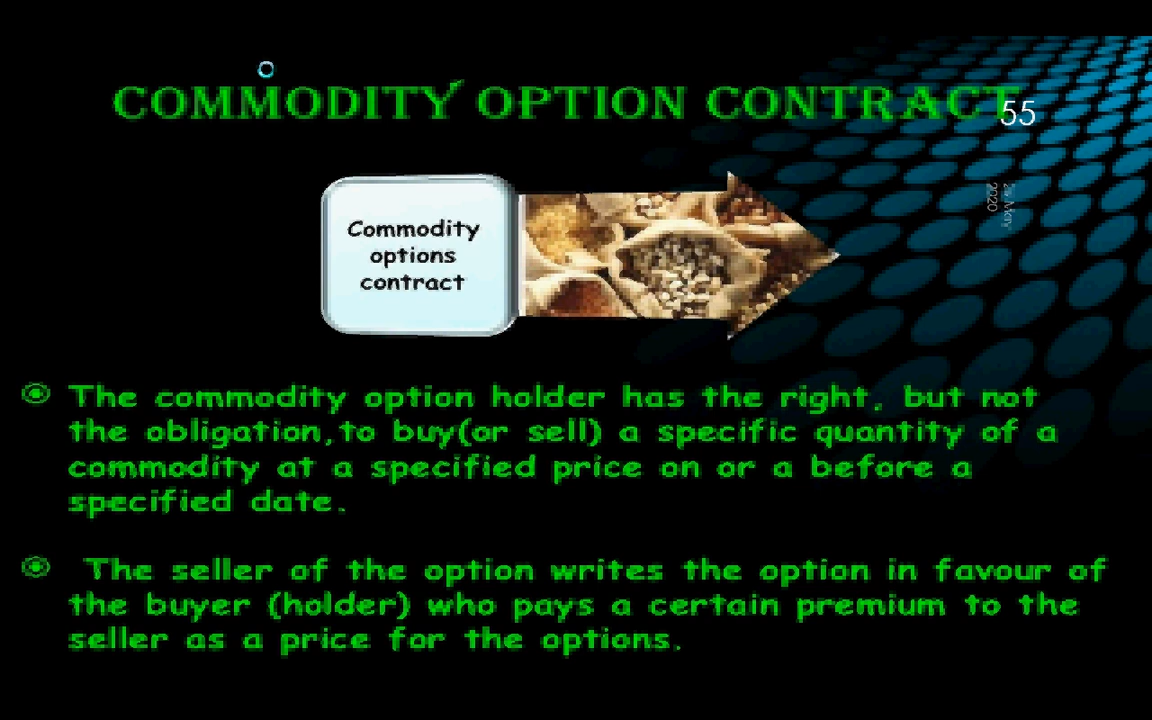 COMMODITY OPTION CONTRACT
55
2020
Commodity
options
contract
The commodity option holder has the right, but not
the obligation,to buy(or sell) a specific quantity of a
commodity at a specified price on or a before a
specified date.
The seller of the option writes the option in favour of
the buyer (holder) who pays a certain premium to the
seller as a price for the options.